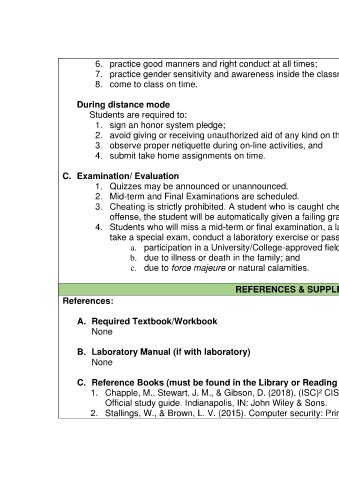 6. practice good manners and right conduct at all times;
7. practice gender sensitivity and awareness inside the
8. come to class on time.
During distance mode
Students are required to:
1. sign an honor system pledge;
2. avoid giving or receiving unauthorized aid of any kind on
3. observe proper netiquette during on-line activities, and
4. submit take home assignments on time.
C. Examination/ Evaluation
1. Quizzes may be announced or unannounced.
2. Mid-term and Final Examinations are scheduled.
3. Cheating is strictly prohibited. A student who is caught
offense, the student will be automatically given a failing
4. Students who will miss a mid-term or final examination, a
take a special exam, conduct a laboratory exercise or pass
a. participation in a University/College-approved
b. due to illness or death in the family; and
c. due to force majeure or natural calamities.
REFERENCES &
References:
A. Required Textbook/Workbook
None
B. Laboratory Manual (if with laboratory)
None
C. Reference Books (must be found in the Library or Reading
1. Chapple, M., Stewart, J. M., & Gibson, D. (2018). (ISC)²
Official study guide. Indianapolis, IN: John Wiley & Sons.
2. Stallings, W., & Brown, L. V. (2015). Computer security: